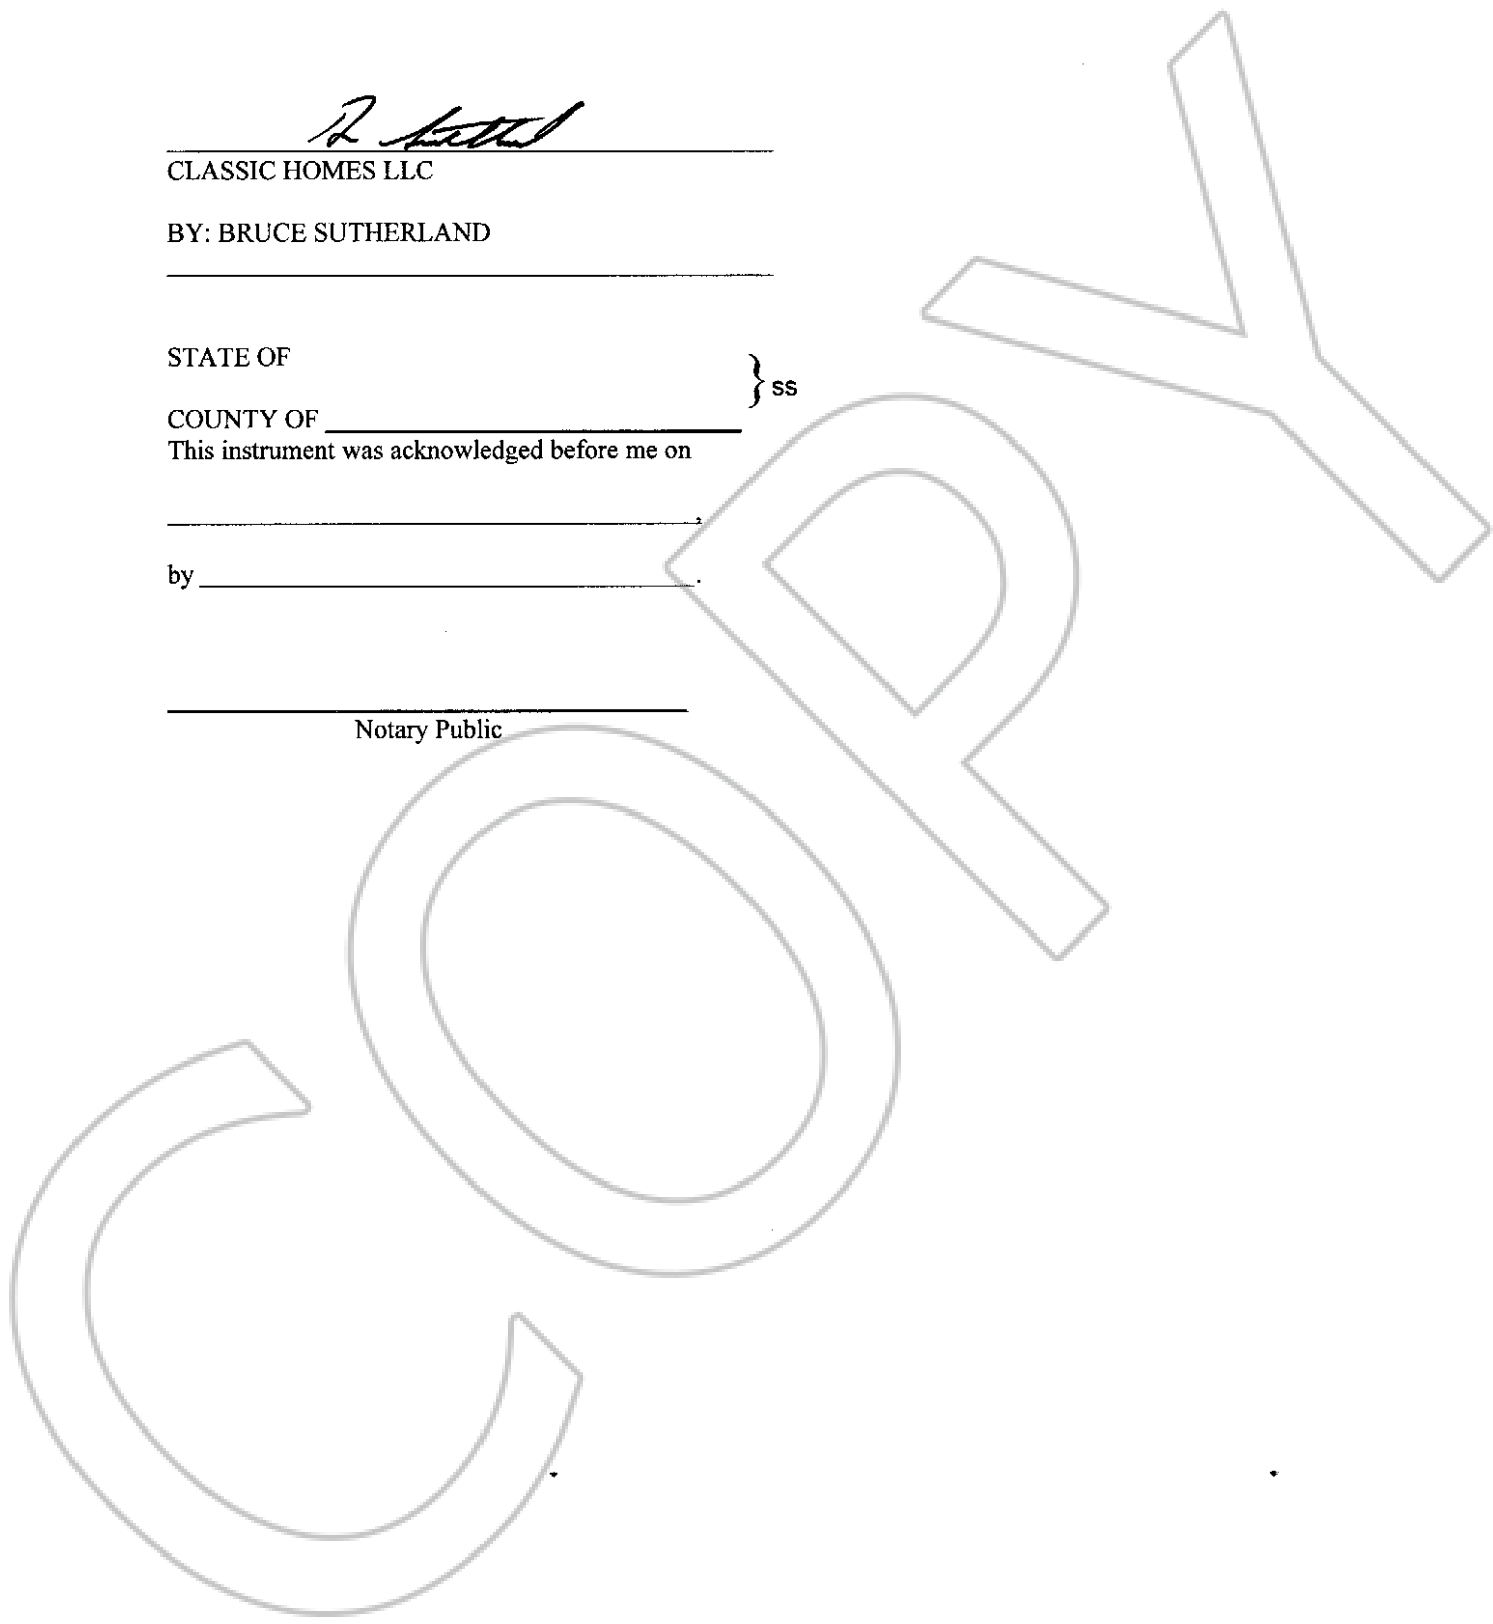 CLASSIC HOMES LLC
BY: BRUCE SUTHERLAND
STATE OF
} ss
COUNTY OF
This instrument was acknowledged before me on
,
by .
Notary Public
COPY